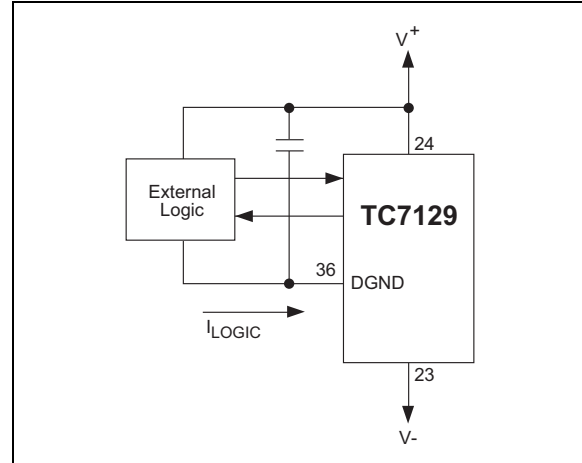 V+
24
External
Logic
TC7129
36
DGND
ILOGIC
23
V-